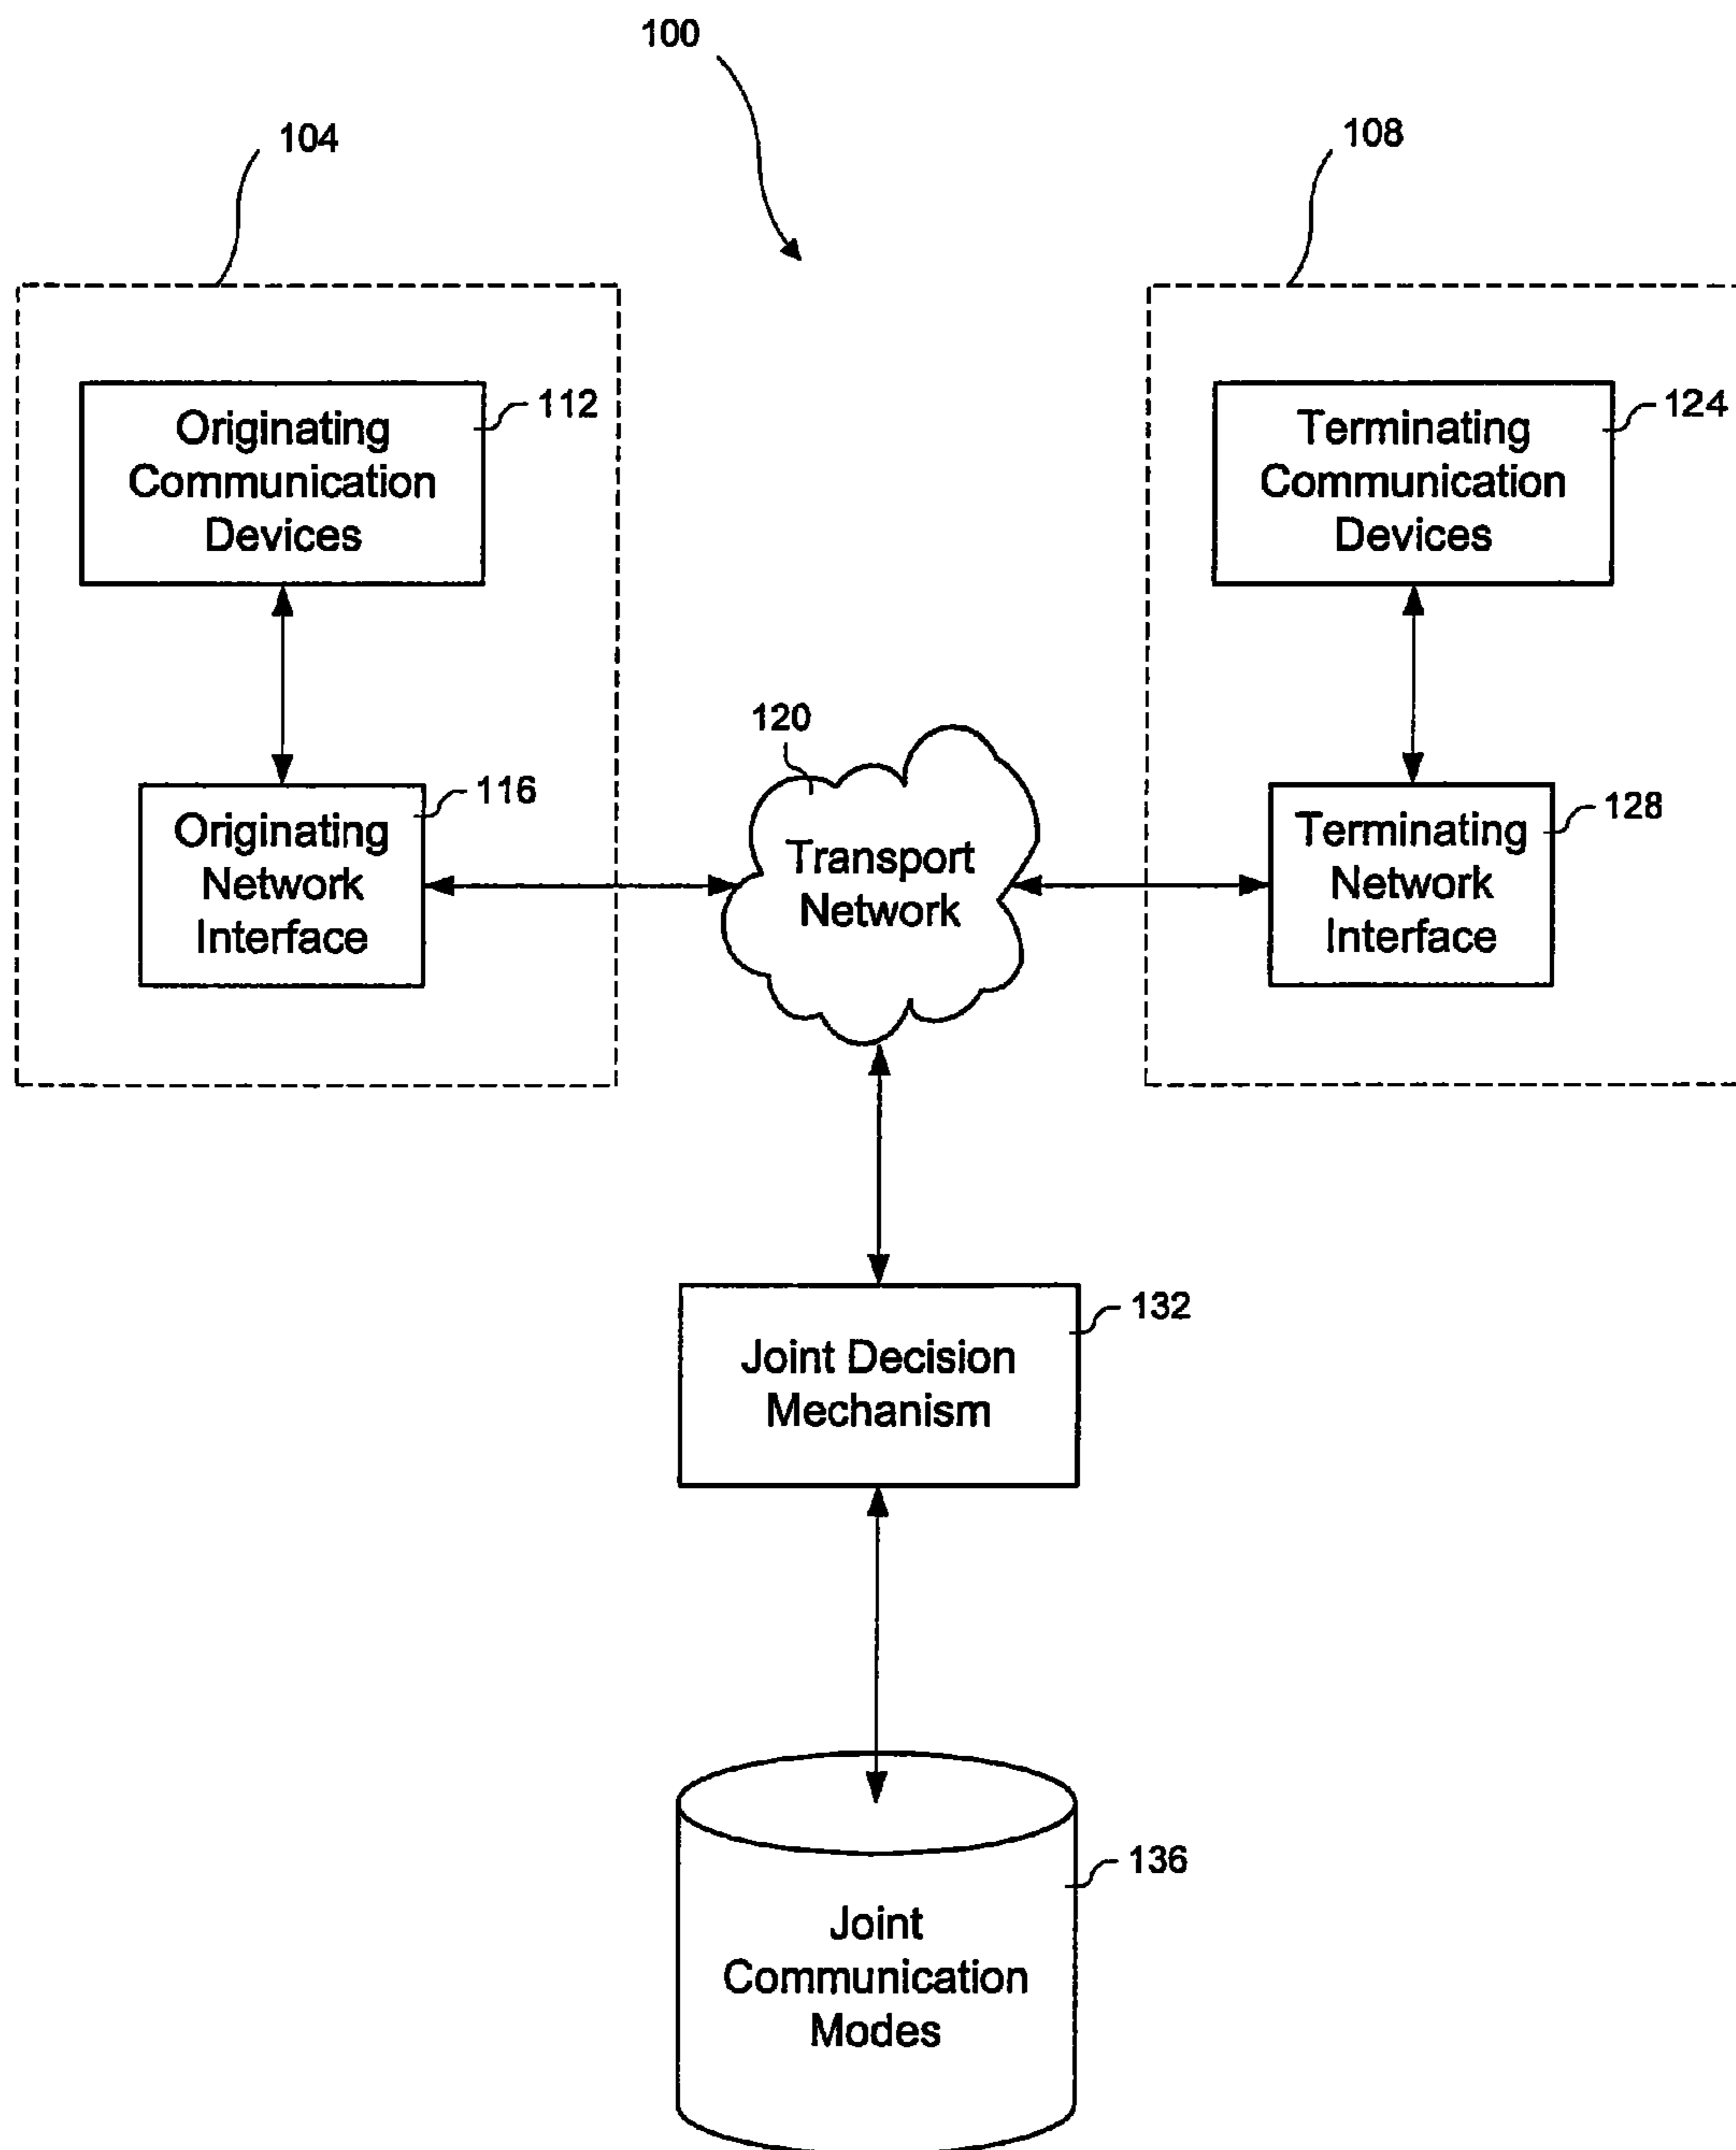 100
104
108
Originating
Communication
Devices
112
Terminating
Communication
Devices
124
Originating
Network
Interface
116
120
Transport
Network
Terminating
Network
Interface
128
Joint Decision
Mechanism
132
Joint
Communication
Modes
136